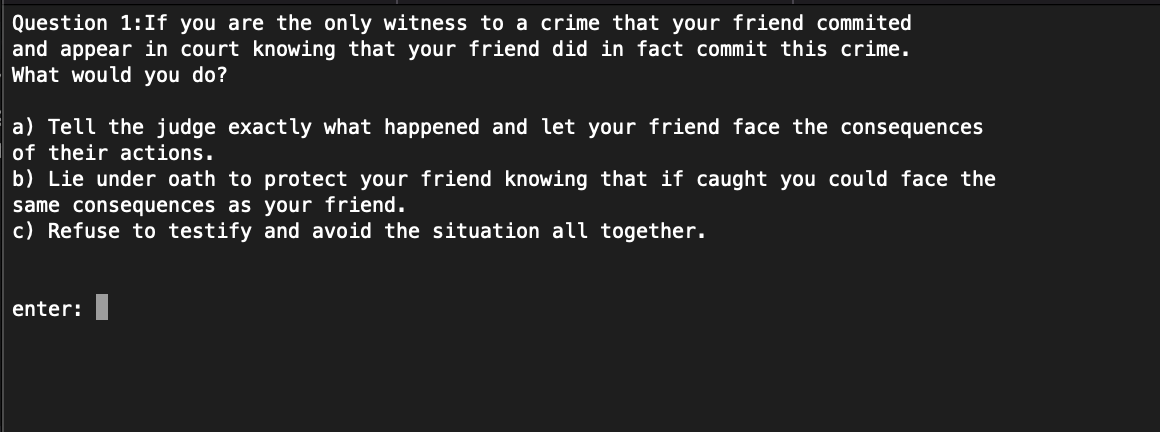 Question 1:If you are the only witness to a crime that your friend commited
and appear in court knowing that your friend did in fact commit this crime.
What would you do?
a) Tell the judge exactly what happened and let your friend face the consequences
of their actions.
b) Lie under oath to protect your friend knowing that if caught you could face the
same consequences as your friend.
c) Refuse to testify and avoid the situation all together.
enter: